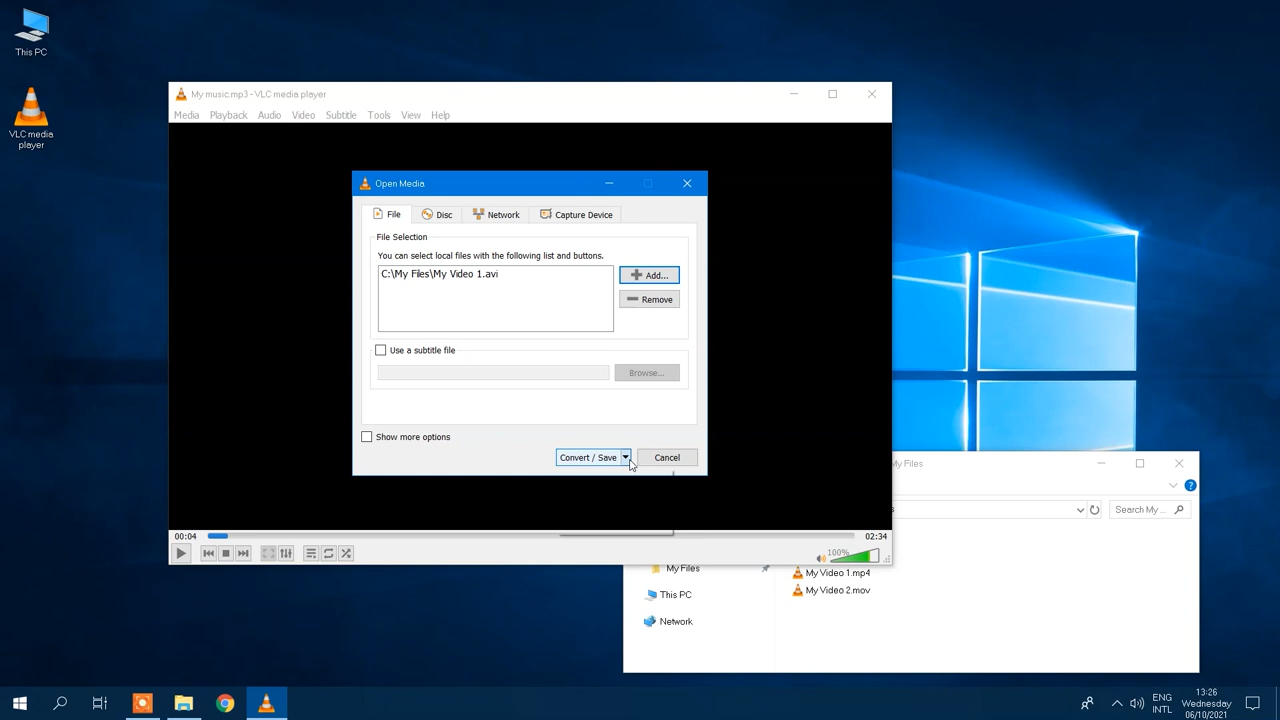 This PC
VLC media
player
My music.mp3 - VLC media player
Media Playback Audio Video Subtitle Tools View Help
Open Media
File Disc Network Capture Device
File Selection
You can select local files with the following list and buttons.
C:\My Files\My Video 1.avi
Add...
Remove
Use a subtitle file
Browse...
Show more options
Convert / Save Cancel
00:04 02:34
100%
My Files
?
Search My ...
My Files
This PC
Network
My Video 1.mp4
My Video 2.mov
ENG
INTL
13:26
Wednesday
06/10/2021